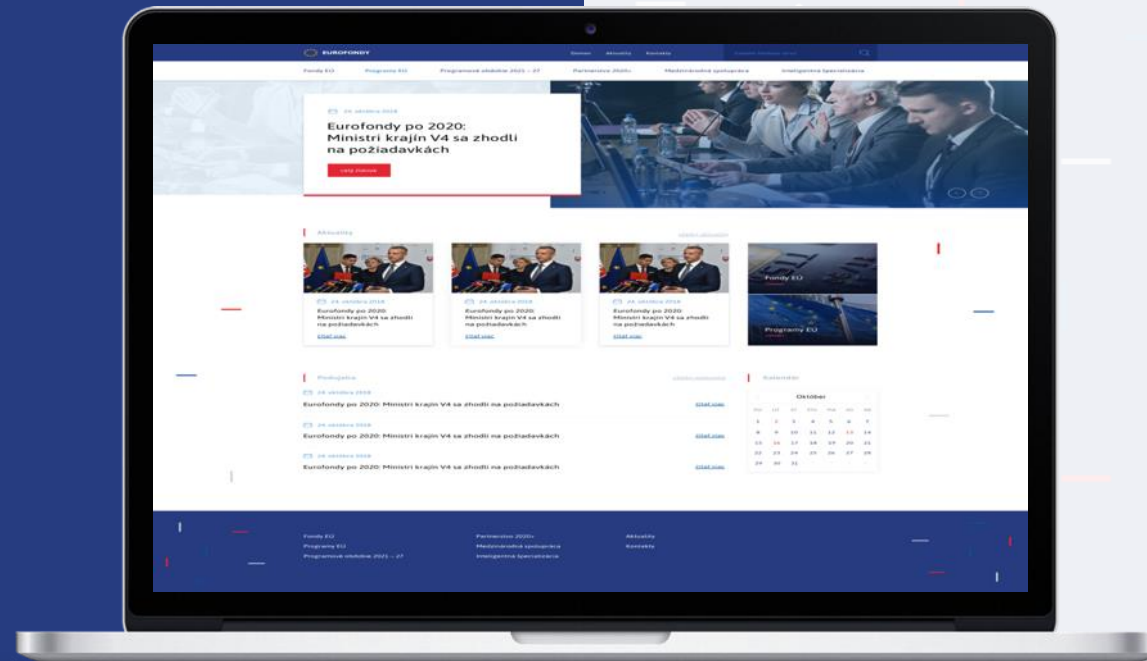 EUROFONDY
Domov Aktuality Kontakty
Fondy EÚ Programy EÚ Programové obdobie 2021 – 27 Partnerstvo 2020+ Medzinárodná spolupráca Inteligentná špecializácia
24. októbra 2018
Eurofondy po 2020:
Ministri krajín V4 sa zhodli
na požiadavkách
celý článok
Aktuality
24. októbra 2018 24. októbra 2018 24. októbra 2018
Eurofondy po 2020: Eurofondy po 2020: Eurofondy po 2020:
Ministri krajín V4 sa zhodli Ministri krajín V4 sa zhodli Ministri krajín V4 sa zhodli
na požiadavkách na požiadavkách na požiadavkách
čítať viac čítať viac čítať viac
Fondy EÚ
Programy EÚ
Podujatia
24. októbra 2018
Eurofondy po 2020: Ministri krajín V4 sa zhodli na požiadavkách čítať viac
24. októbra 2018
Eurofondy po 2020: Ministri krajín V4 sa zhodli na požiadavkách čítať viac
24. októbra 2018
Eurofondy po 2020: Ministri krajín V4 sa zhodli na požiadavkách čítať viac
Kalendár
Október
1 2 3 4 5 6 7
8 9 10 11 12 13 14
15 16 17 18 19 20 21
22 23 24 25 26 27 28
29 30 31
Fondy EÚ Partnerstvo 2020+ Aktuality
Programy EÚ Medzinárodná spolupráca Kontakty
Programové obdobie 2021 – 27 Inteligentná špecializácia